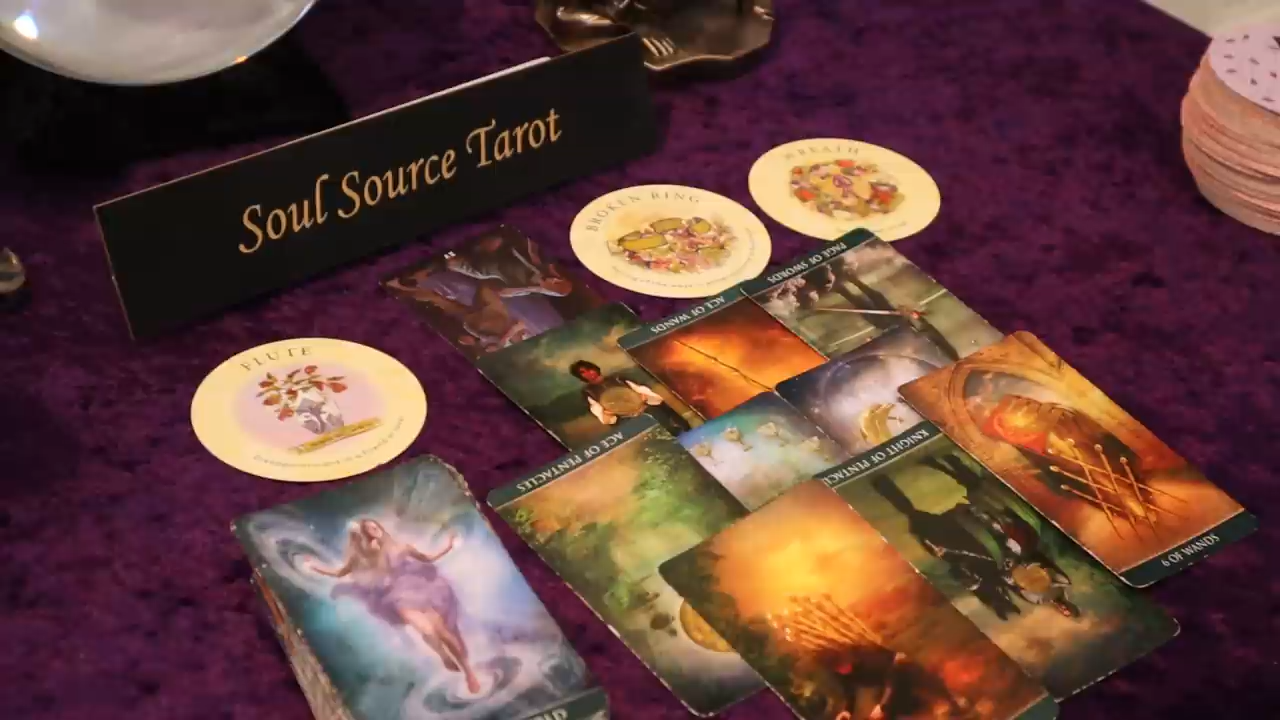 Soul Source Tarot
BROKEN RING
WREATH
FLUTE
PAGE OF SWORDS
ACE OF WANDS
ACE OF PENTACLES
KNIGHT OF
6 OF WANDS